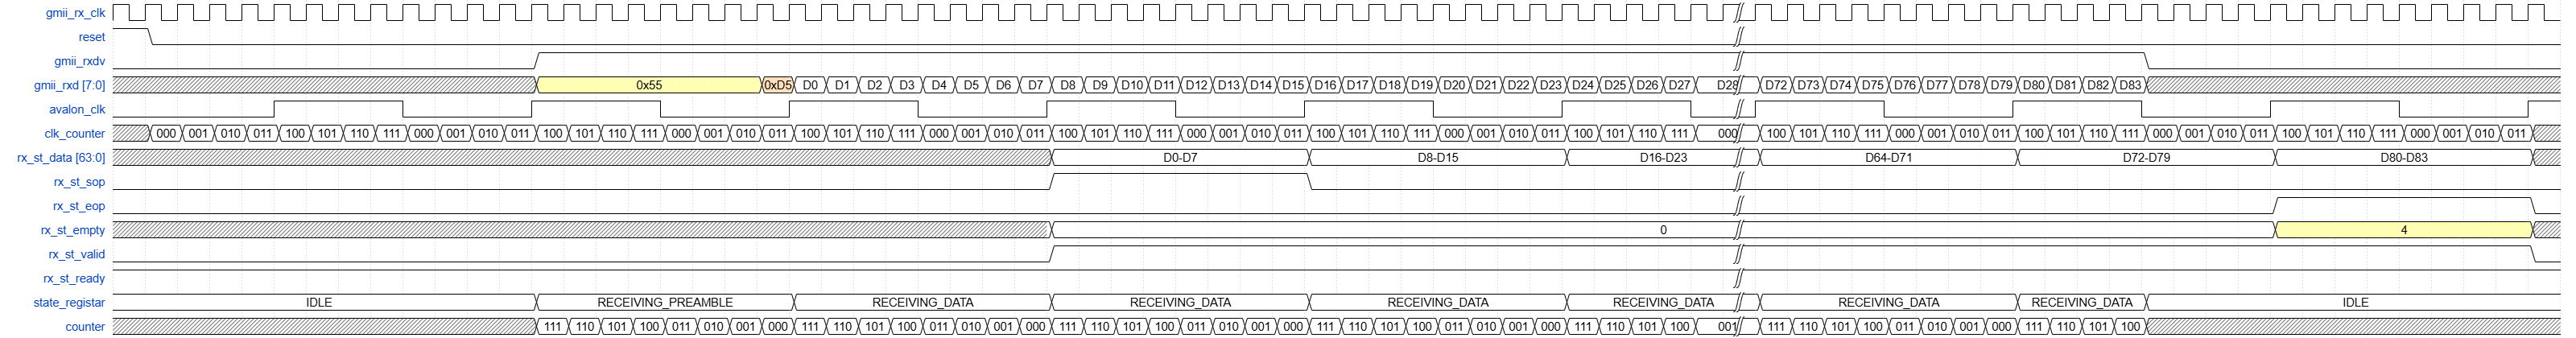 gmii_rx_clk
reset
gmii_rxdv
gmii_rxd [7:0] 0x55 0xD5 D0 D1 D2 D3 D4 D5 D6 D7 D8 D9 D10 D11 D12 D13 D14 D15 D16 D17 D18 D19 D20 D21 D22 D23 D24 D25 D26 D27 D28 D72 D73 D74 D75 D76 D77 D78 D79 D80 D81 D82 D83
avalon_clk
clk_counter 000 001 010 011 100 101 110 111 000 001 010 011 100 101 110 111 000 001 010 011 100 101 110 111 000 001 010 011 100 101 110 111 000 001 010 011 100 101 110 111 000 001 010 011 100 101 110 111 000 100 101 110 111 000 001 010 011 100 101 110 111 000 001 010 011 100 101 110 111 000 001 010 011
rx_st_data [63:0] D0-D7 D8-D15 D16-D23 D64-D71 D72-D79 D80-D83
rx_st_sop
rx_st_eop
rx_st_empty 0 4
rx_st_valid
rx_st_ready
state_registar IDLE RECEIVING_PREAMBLE RECEIVING_DATA RECEIVING_DATA RECEIVING_DATA RECEIVING_DATA RECEIVING_DATA RECEIVING_DATA IDLE
counter 111 110 101 100 011 010 001 000 111 110 101 100 011 010 001 000 111 110 101 100 011 010 001 000 111 110 101 100 011 010 001 000 111 110 101 100 001 111 110 101 100 011 010 001 000 111 110 101 100